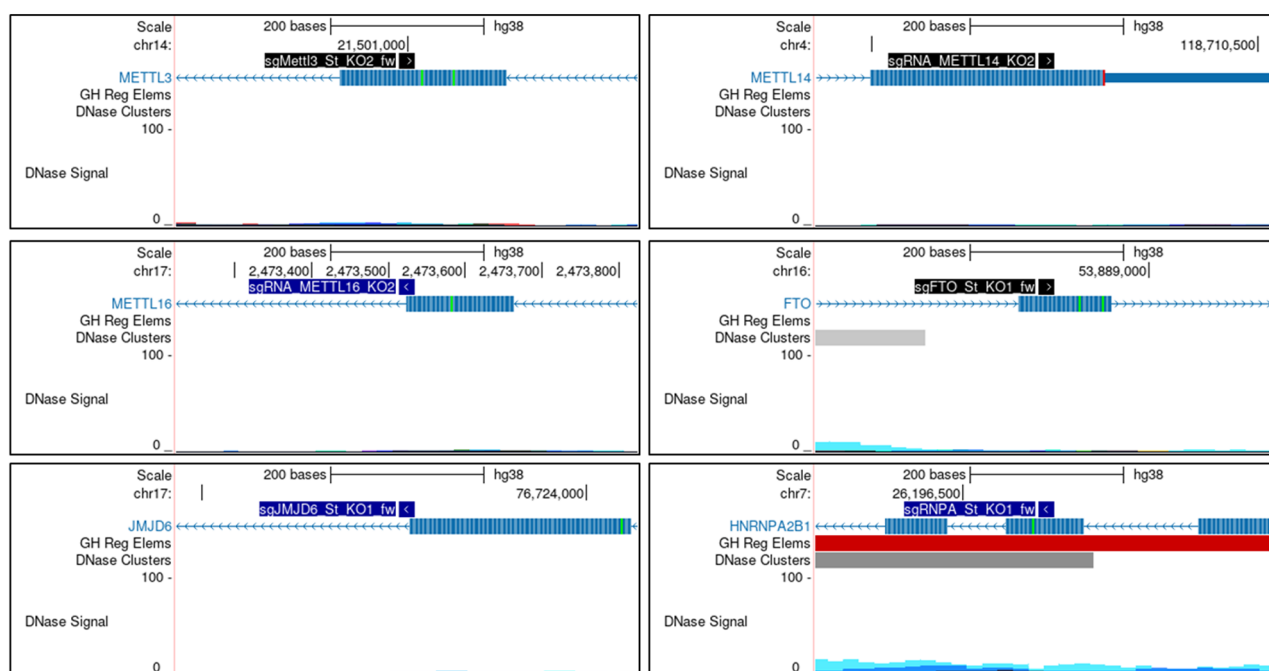 Scale 200 bases hg38
chr14: 21,501,000
sgMettl3_St_KO2_fw >
METTL3
GH Reg Elems
DNase Clusters
100 -
DNase Signal
0 _
Scale 200 bases hg38
chr4: 118,710,500
sgRNA_METTL14_KO2 >
METTL14
GH Reg Elems
DNase Clusters
100 -
DNase Signal
0 _
Scale 200 bases hg38
chr17: 2,473,400 2,473,500 2,473,600 2,473,700 2,473,800
sgRNA_METTL16_KO2 <
METTL16
GH Reg Elems
DNase Clusters
100 -
DNase Signal
0 _
Scale 200 bases hg38
chr16: 53,889,000
sgFTO_St_KO1_fw >
FTO
GH Reg Elems
DNase Clusters
100 -
DNase Signal
0 _
Scale 200 bases hg38
chr17: 76,724,000
sgJMJD6_St_KO1_fw <
JMJD6
GH Reg Elems
DNase Clusters
100 -
DNase Signal
0
Scale 200 bases hg38
chr7: 26,196,500
sgRNPA_St_KO1_fw <
HNRNPA2B1
GH Reg Elems
DNase Clusters
100 -
DNase Signal
0